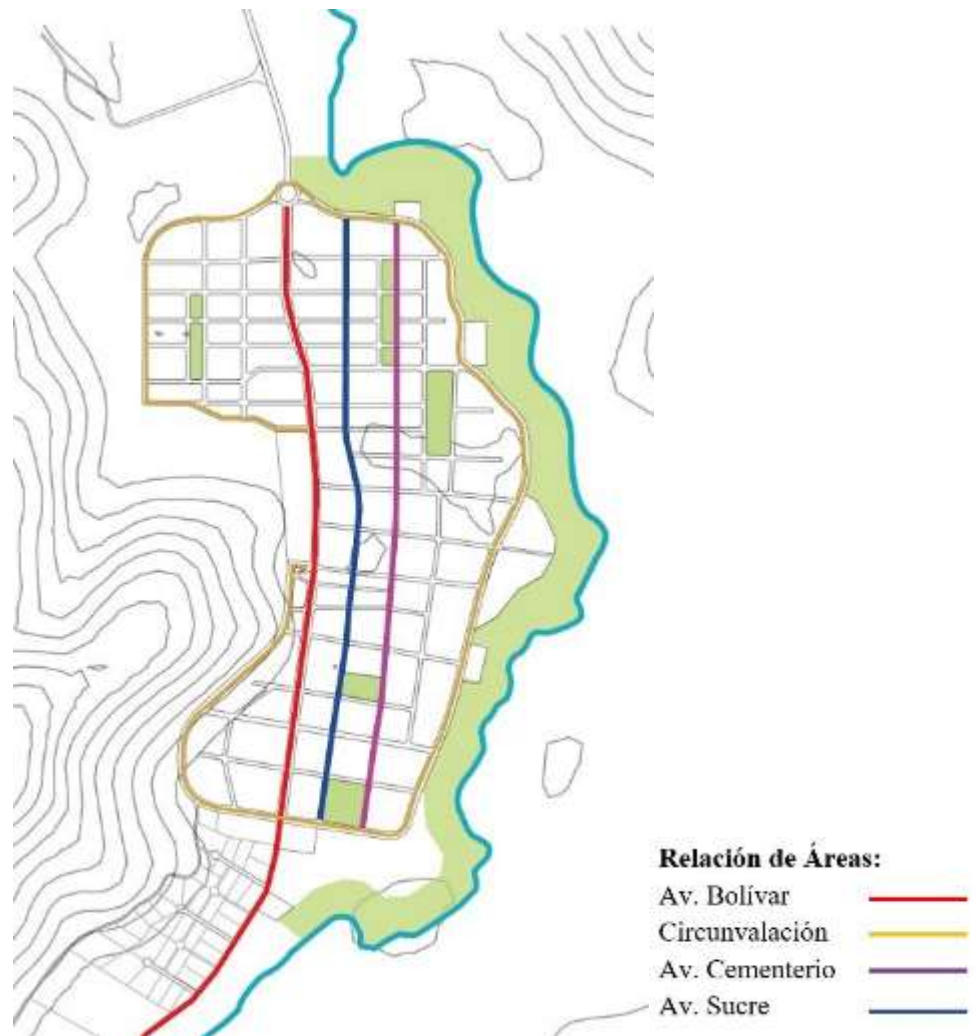 Relación de Áreas:
Av. Bolívar
Circunvalación
Av. Cementerio
Av. Sucre